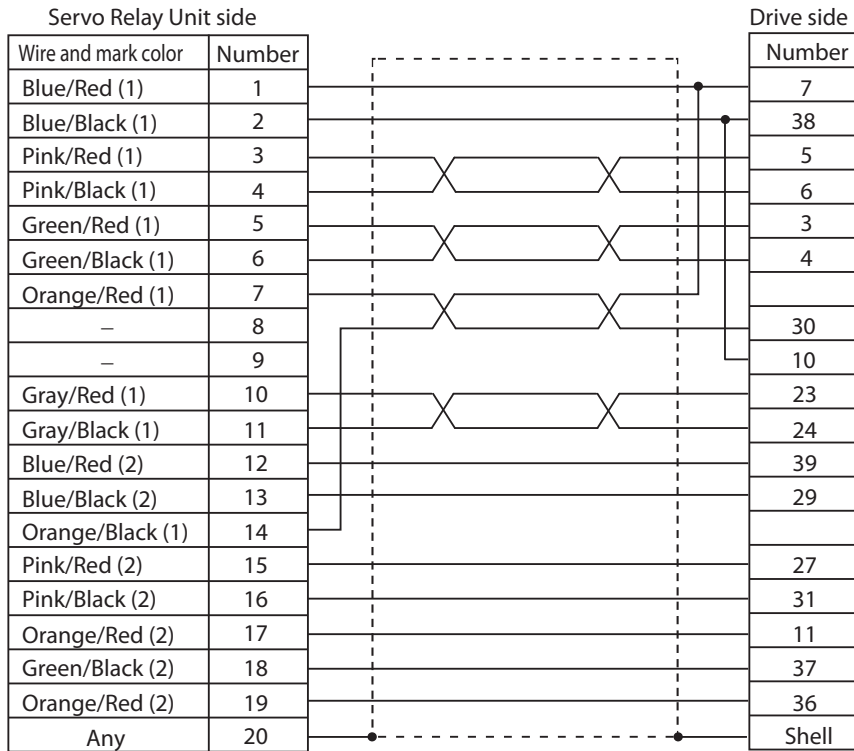 Servo Relay Unit side Drive side
Wire and mark color Number Number
Blue/Red (1) 1 7
Blue/Black (1) 2 38
Pink/Red (1) 3 5
Pink/Black (1) 4 6
Green/Red (1) 5 3
Green/Black (1) 6 4
Orange/Red (1) 7
– 8 30
– 9 10
Gray/Red (1) 10 23
Gray/Black (1) 11 24
Blue/Red (2) 12 39
Blue/Black (2) 13 29
Orange/Black (1) 14
Pink/Red (2) 15 27
Pink/Black (2) 16 31
Orange/Red (2) 17 11
Green/Black (2) 18 37
Orange/Red (2) 19 36
Any 20 Shell